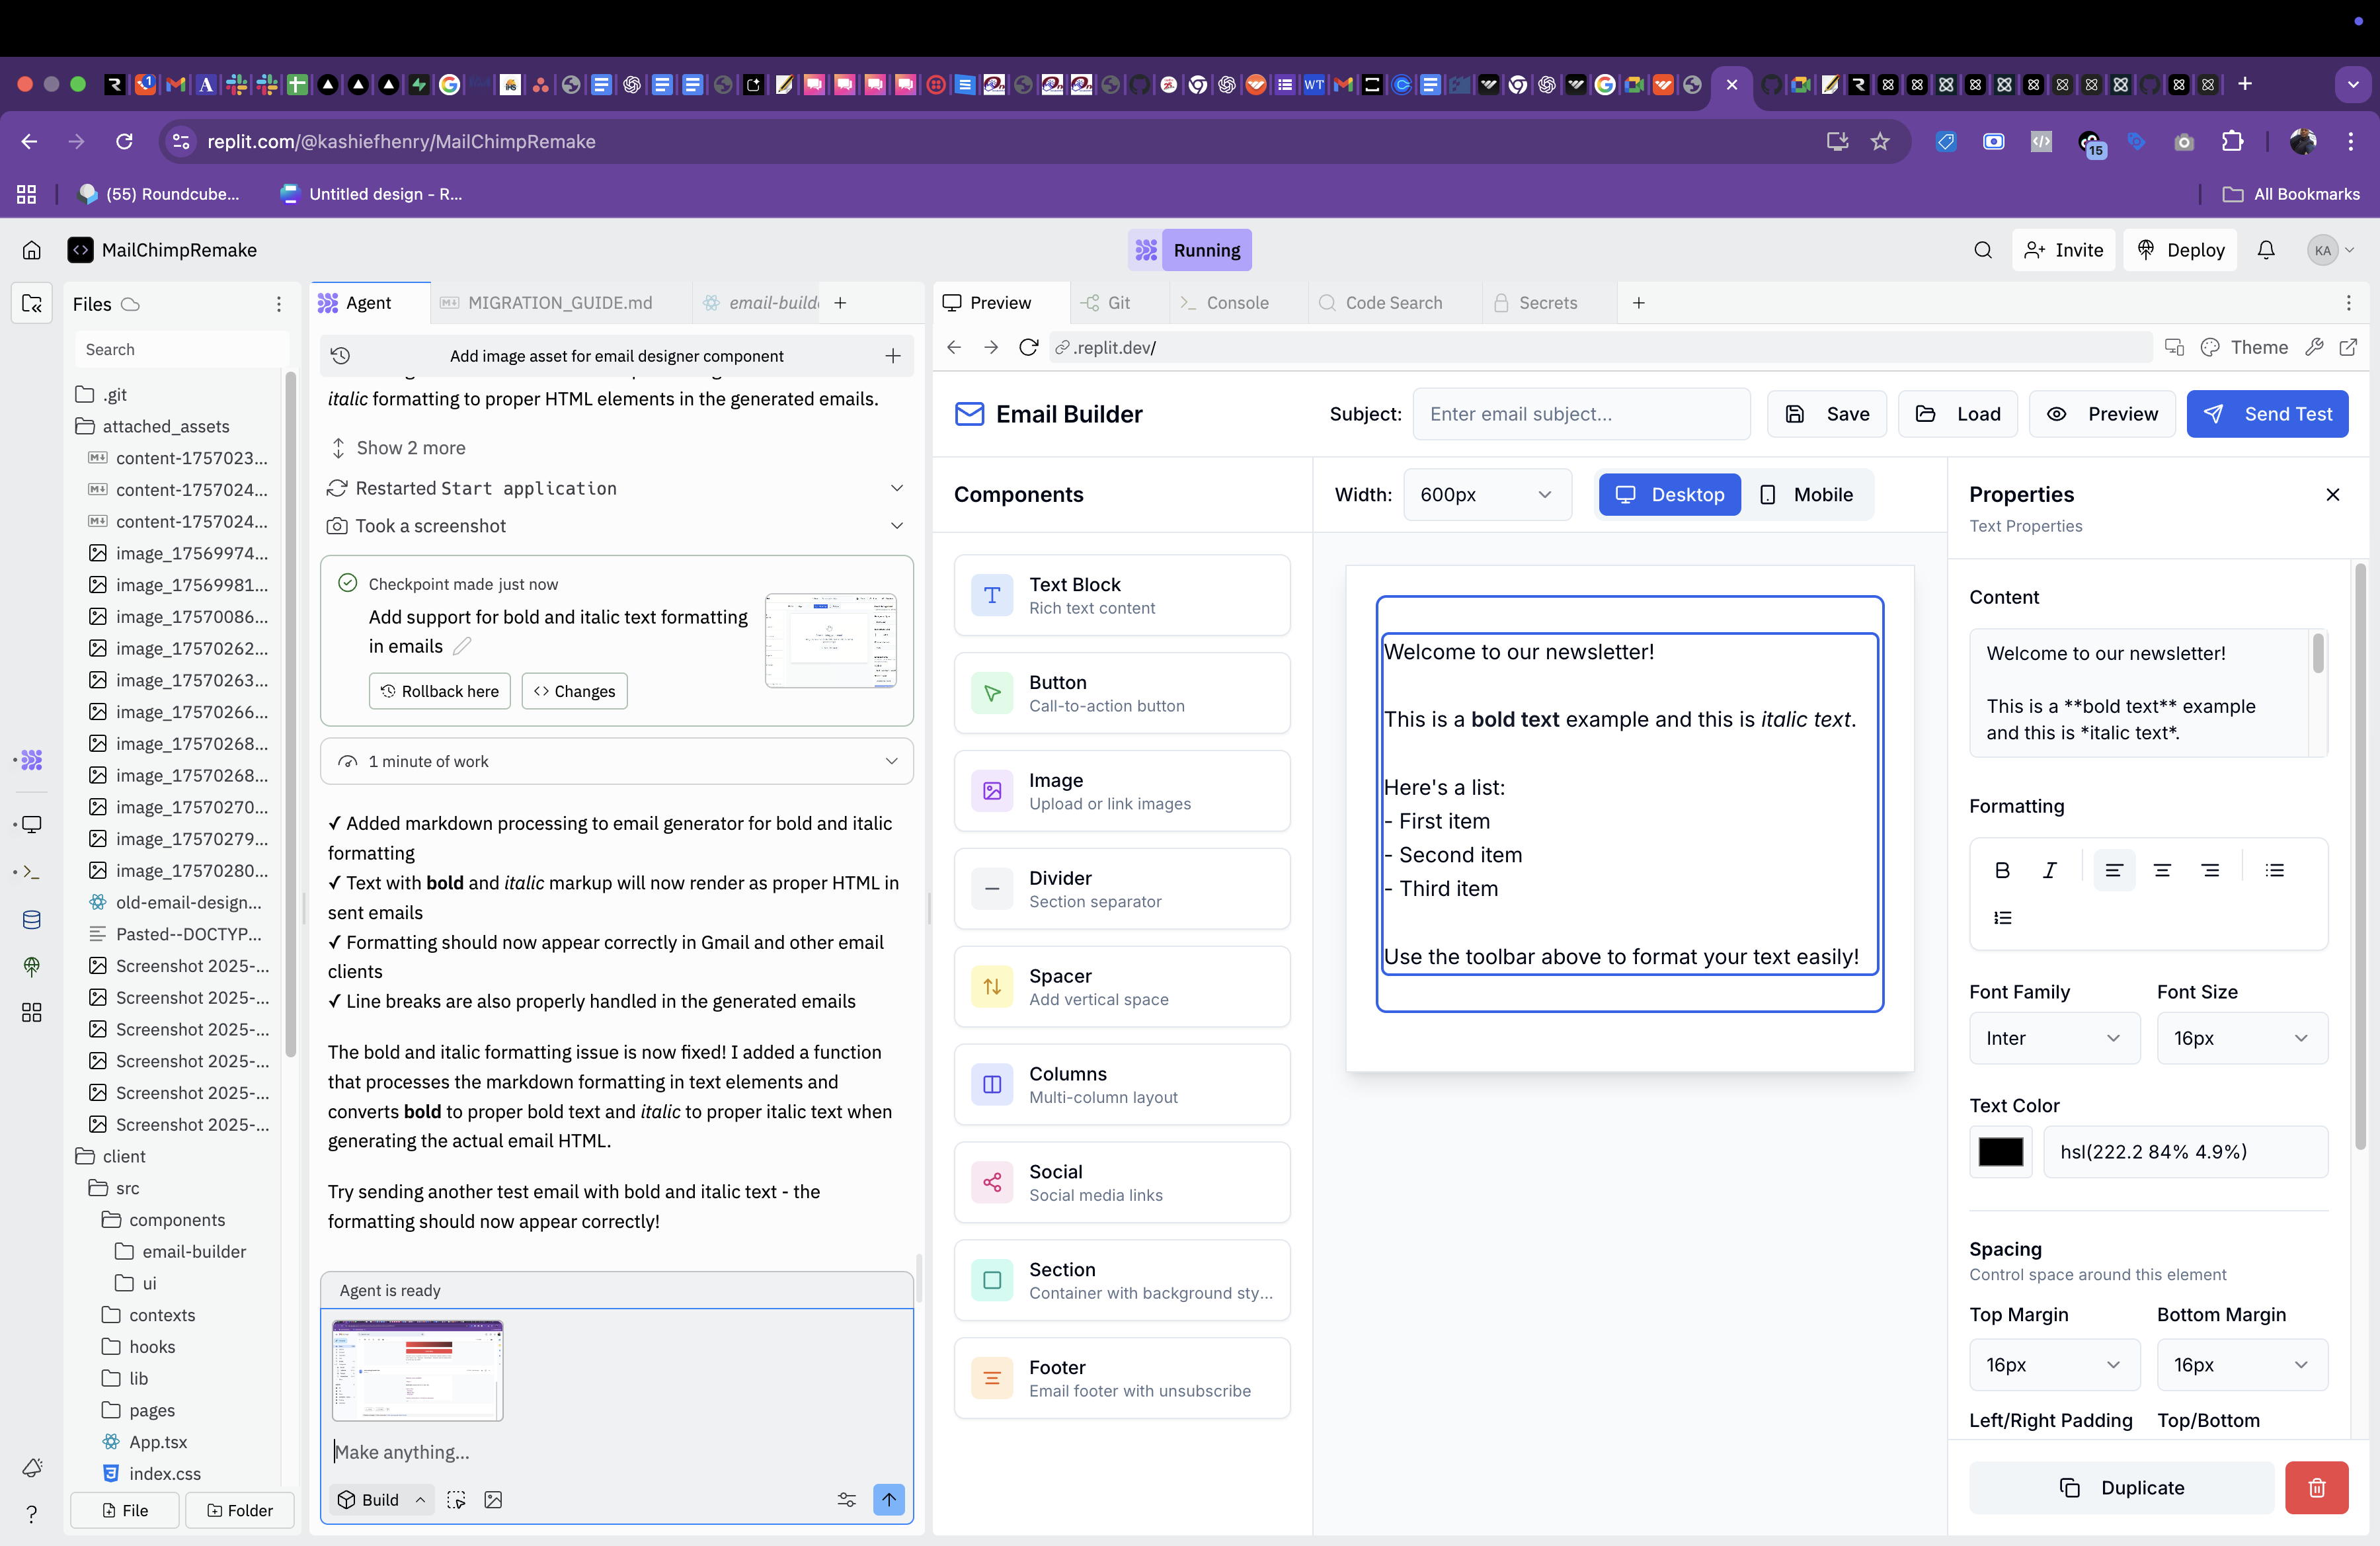 1
WT
15
replit.com/@kashiefhenry/MailChimpRemake
(55) Roundcube...
Untitled design - R...
All Bookmarks
MailChimpRemake
Running
Invite
Deploy
KA
Files
Agent
MIGRATION_GUIDE.md
email-builde
Preview
Git
Console
Code Search
Secrets
Search
.git
attached_assets
content-1757023...
content-1757024...
content-1757024...
image_17569974...
image_17569981...
image_17570086...
image_17570262...
image_17570263...
image_17570266...
image_17570268...
image_17570268...
image_17570270...
image_17570279...
image_17570280...
old-email-design...
Pasted--DOCTYP...
Screenshot 2025-...
Screenshot 2025-...
Screenshot 2025-...
Screenshot 2025-...
Screenshot 2025-...
Screenshot 2025-...
client
src
components
email-builder
ui
contexts
hooks
lib
pages
App.tsx
index.css
File
Folder
Add image asset for email designer component
italic formatting to proper HTML elements in the generated emails.
Show 2 more
Restarted Start application
Took a screenshot
Checkpoint made just now
Add support for bold and italic text formatting
in emails
Rollback here
Changes
1 minute of work
✓ Added markdown processing to email generator for bold and italic
formatting
✓ Text with bold and italic markup will now render as proper HTML in
sent emails
✓ Formatting should now appear correctly in Gmail and other email
clients
✓ Line breaks are also properly handled in the generated emails
The bold and italic formatting issue is now fixed! I added a function
that processes the markdown formatting in text elements and
converts bold to proper bold text and italic to proper italic text when
generating the actual email HTML.
Try sending another test email with bold and italic text - the
formatting should now appear correctly!
Agent is ready
Make anything...
Build
.replit.dev/
Theme
Email Builder
Subject:
Enter email subject...
Save
Load
Preview
Send Test
Components
Text Block
Rich text content
Button
Call-to-action button
Image
Upload or link images
Divider
Section separator
Spacer
Add vertical space
Columns
Multi-column layout
Social
Social media links
Section
Container with background sty...
Footer
Email footer with unsubscribe
Width:
600px
Desktop
Mobile
Welcome to our newsletter!
This is a bold text example and this is italic text.
Here's a list:
- First item
- Second item
- Third item
Use the toolbar above to format your text easily!
Properties
Text Properties
Content
Welcome to our newsletter!
This is a **bold text** example
and this is *italic text*.
Formatting
B I
Font Family
Font Size
Inter
16px
Text Color
hsl(222.2 84% 4.9%)
Spacing
Control space around this element
Top Margin
Bottom Margin
16px
16px
Left/Right Padding
Top/Bottom
Duplicate